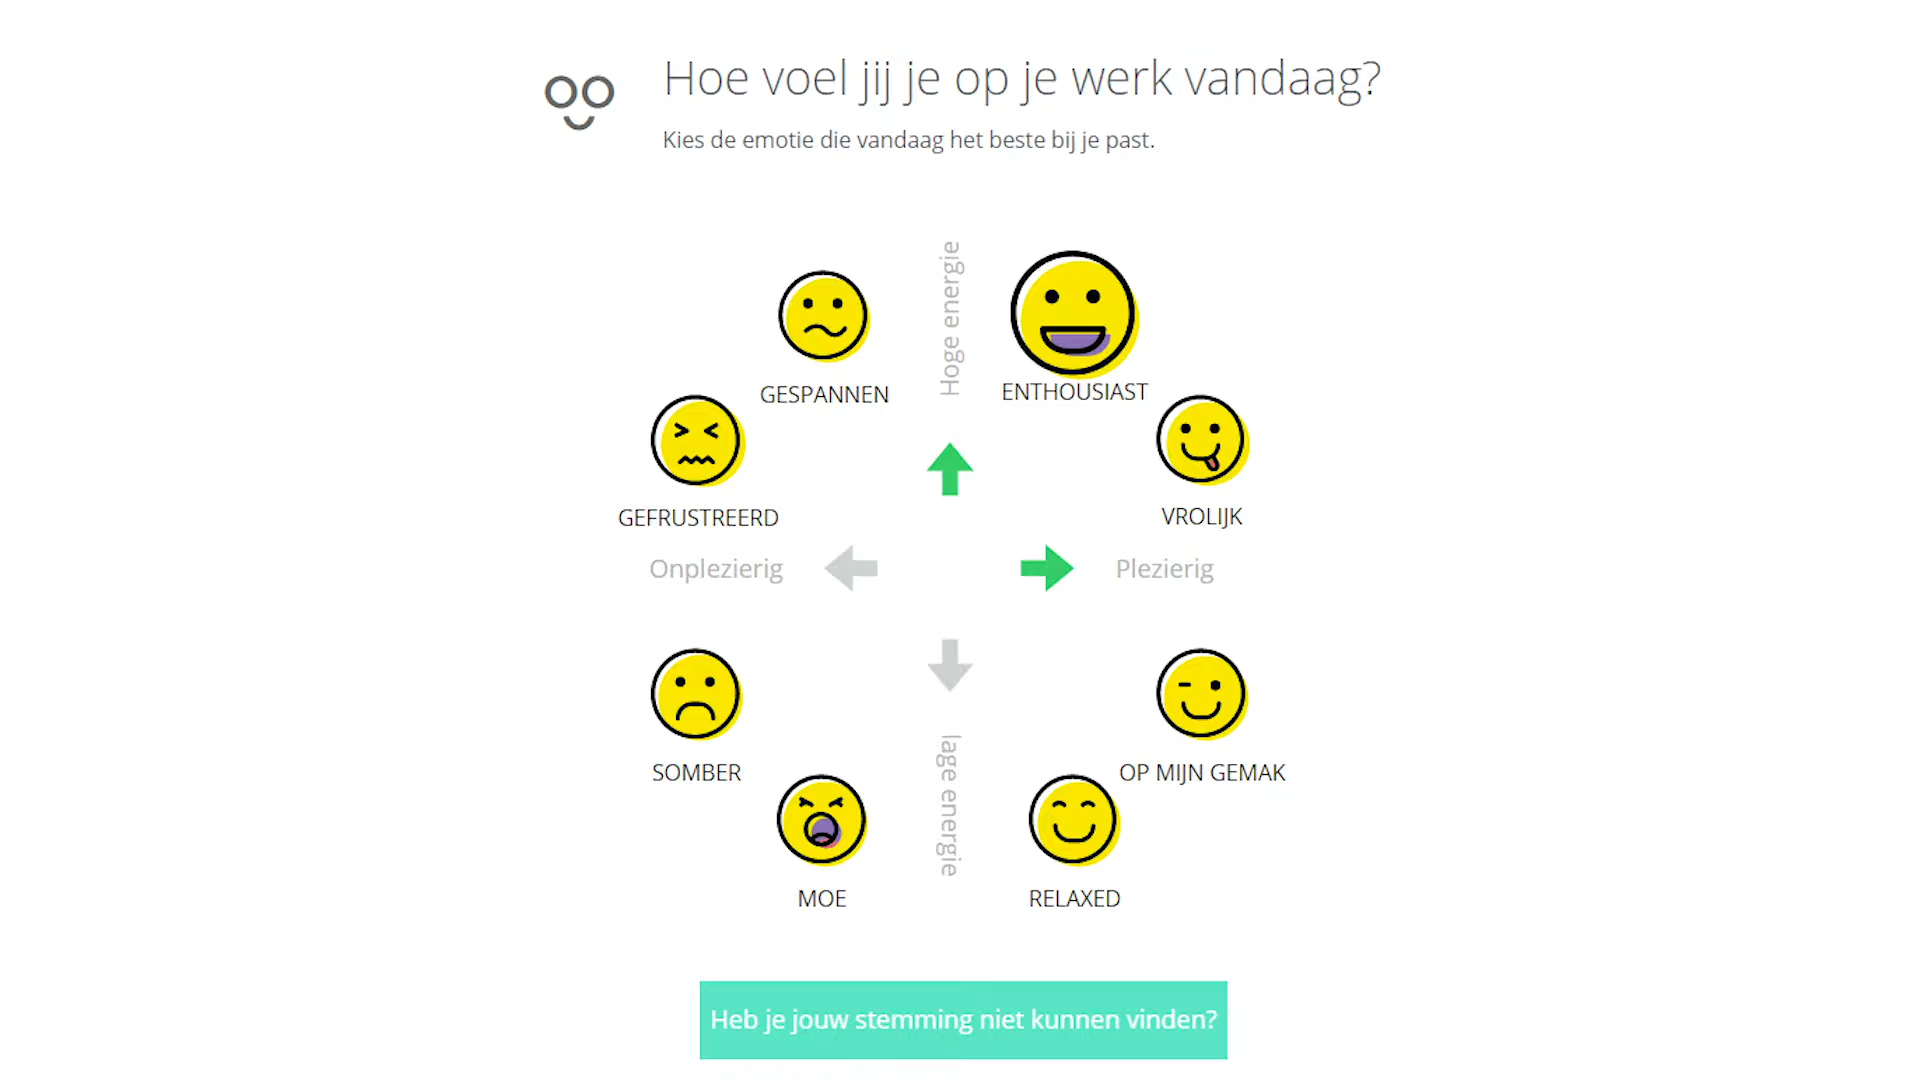 Hoe voel jij je op je werk vandaag?
Kies de emotie die vandaag het beste bij je past.
Hoge energie
GESPANNEN
ENTHOUSIAST
GEFRUSTREERD
VROLIJK
Onplezierig
Plezierig
SOMBER
OP MIJN GEMAK
lage energie
MOE
RELAXED
Heb je jouw stemming niet kunnen vinden?